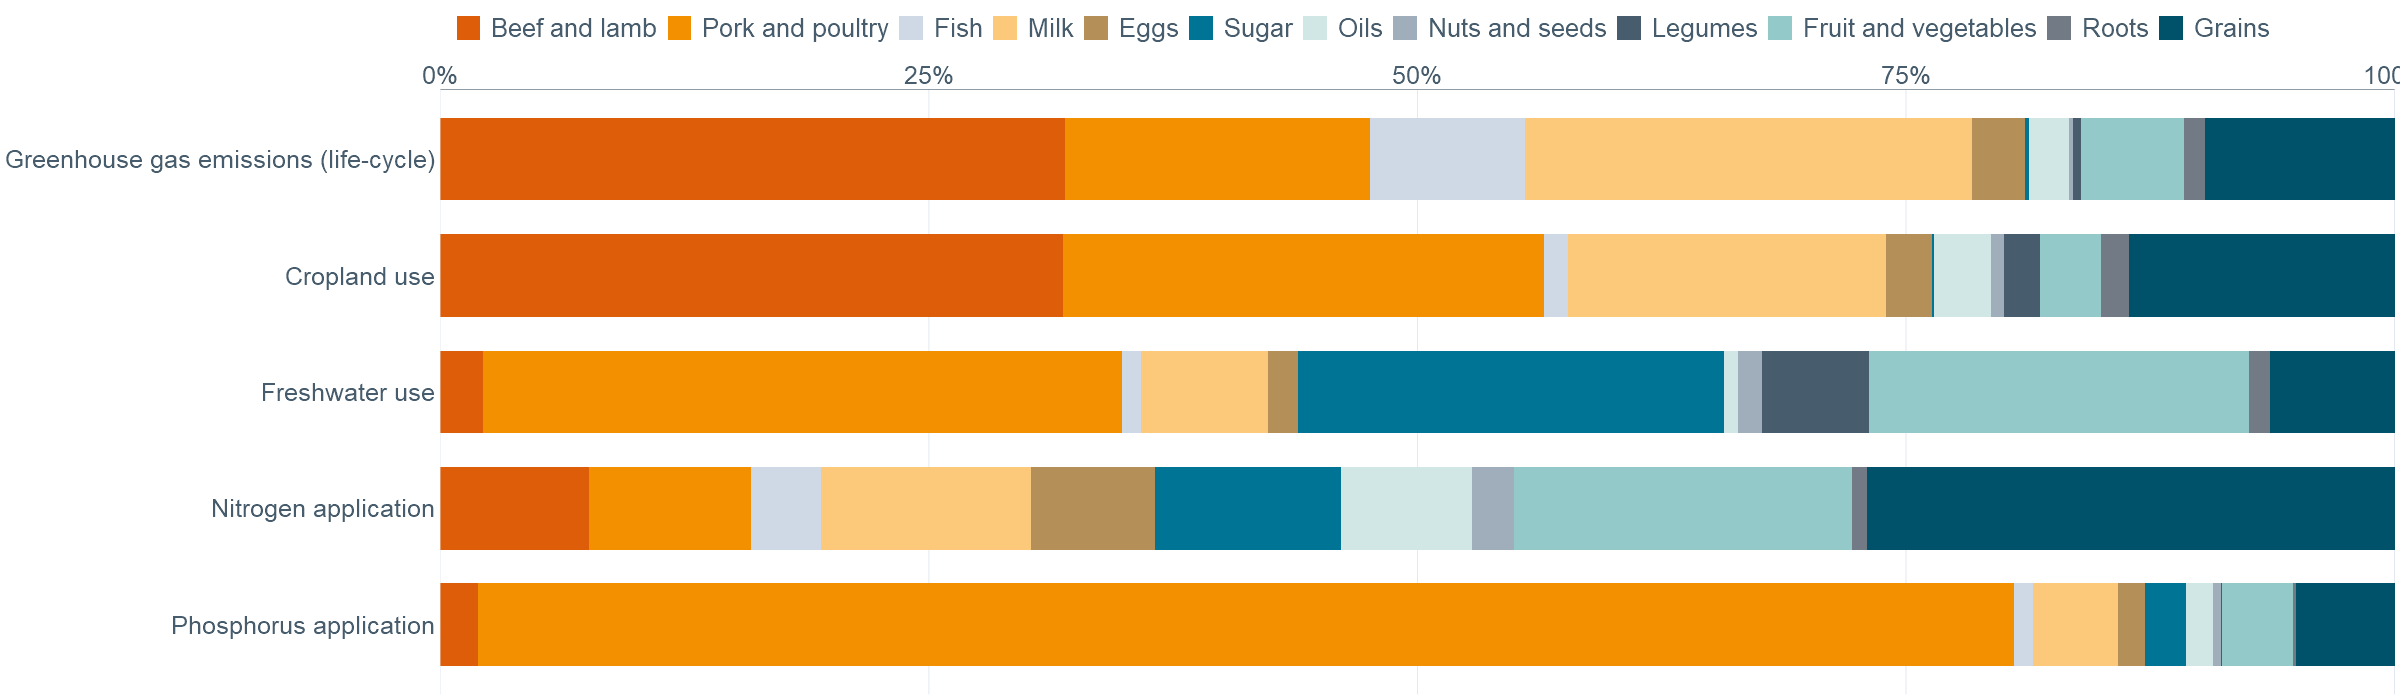 Beef and lamb Pork and poultry Fish Milk Eggs Sugar Oils Nuts and seeds Legumes Fruit and vegetables Roots Grains
0% 25% 50% 75% 100
Greenhouse gas emissions (life-cycle)
Cropland use
Freshwater use
Nitrogen application
Phosphorus application